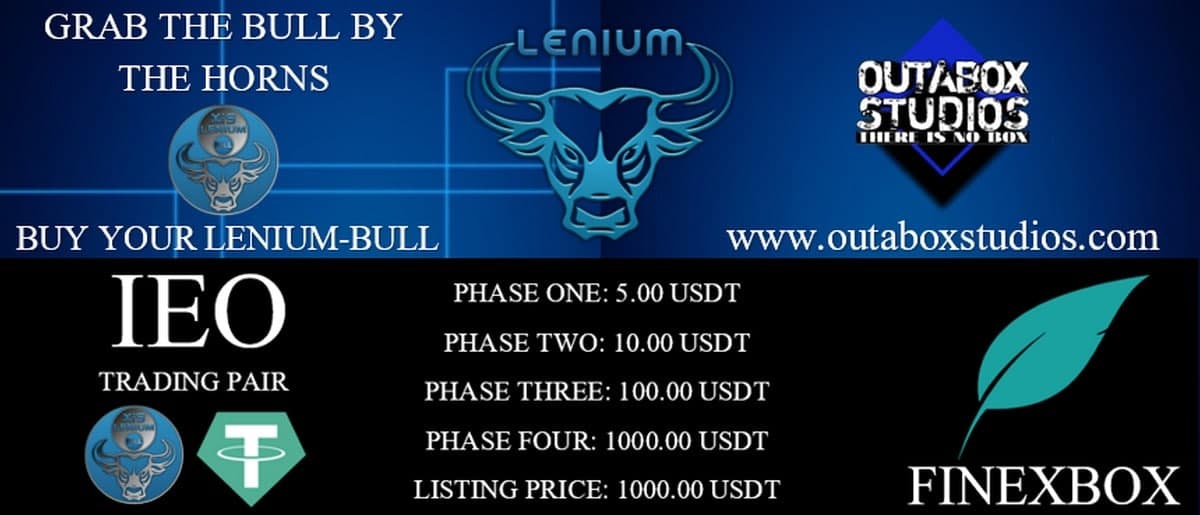 GRAB THE BULL BY
THE HORNS
X's
LENIUM
BUY YOUR LENIUM-BULL
LENIUM
OUTABOX
STUDIOS
THERE IS NO BOX
www.outaboxstudios.com
IEO
TRADING PAIR
X's
LENIUM
T
PHASE ONE: 5.00 USDT
PHASE TWO: 10.00 USDT
PHASE THREE: 100.00 USDT
PHASE FOUR: 1000.00 USDT
LISTING PRICE: 1000.00 USDT
FINEXBOX